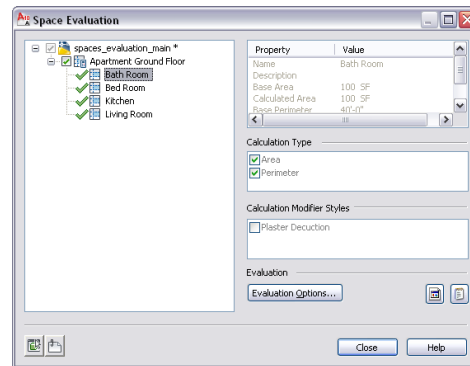 Space Evaluation
spaces_evaluation_main *
Apartment Ground Floor
Bath Room
Bed Room
Kitchen
Living Room
Property Value
Name Bath Room
Description
Base Area 100 SF
Calculated Area 100 SF
Base Perimeter 40'-0"
Calculation Type
Area
Perimeter
Calculation Modifier Styles
Plaster Decuction
Evaluation
Evaluation Options...
Close Help